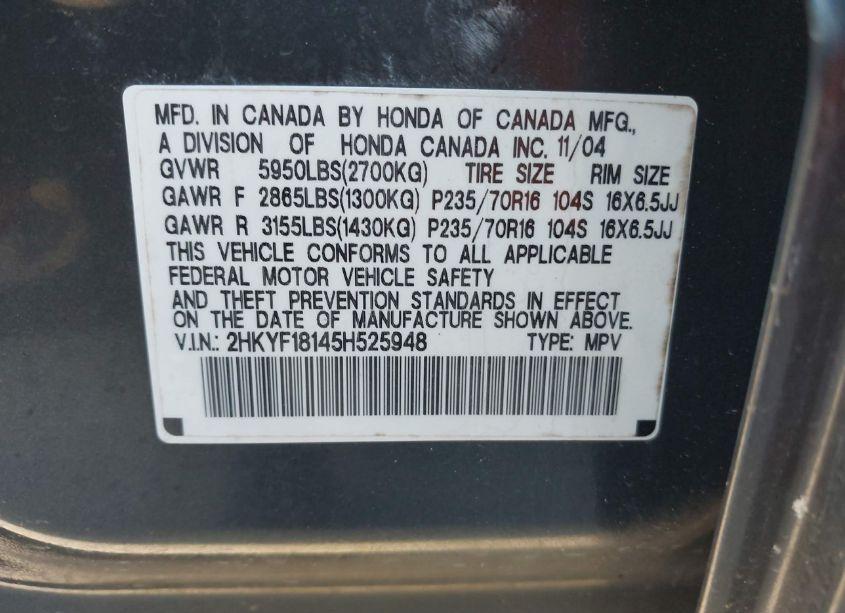 MFD. IN CANADA BY HONDA OF CANADA MFG.,
A DIVISION OF HONDA CANADA INC. 11/04
GVWR 5950LBS(2700KG) TIRE SIZE RIM SIZE
GAWR F 2865LBS(1300KG) P235/70R16 104S 16X6.5JJ
GAWR R 3155LBS(1430KG) P235/70R16 104S 16X6.5JJ
THIS VEHICLE CONFORMS TO ALL APPLICABLE
FEDERAL MOTOR VEHICLE SAFETY
AND THEFT PREVENTION STANDARDS IN EFFECT
ON THE DATE OF MANUFACTURE SHOWN ABOVE.
V.I.N.: 2HKYF18145H525948 TYPE: MPV